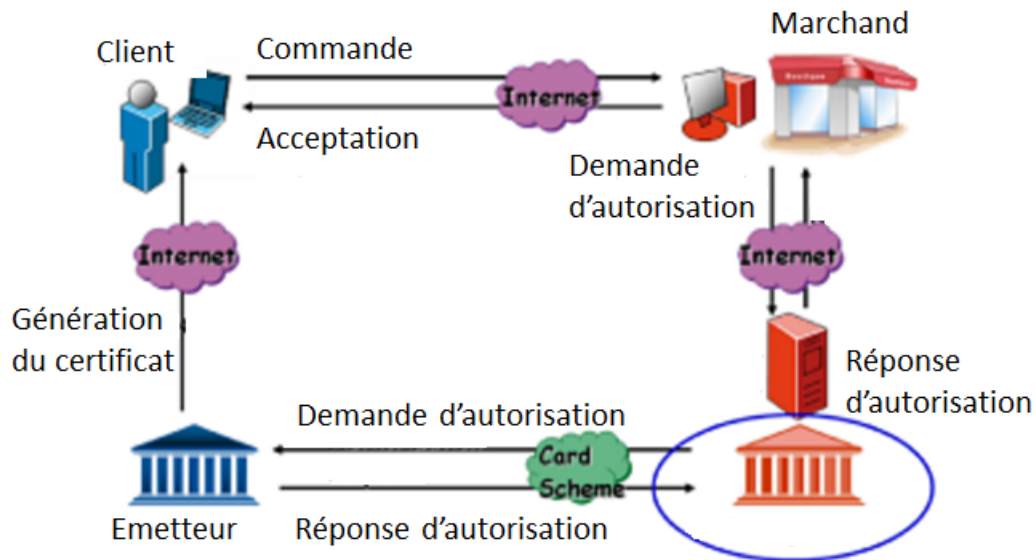 Marchand
Client
Commande
Boutique
Internet
Acceptation
Demande
d’autorisation
Internet
Internet
Génération
du certificat
Réponse
d’autorisation
Demande d’autorisation
Card
Scheme
Emetteur
Réponse d’autorisation